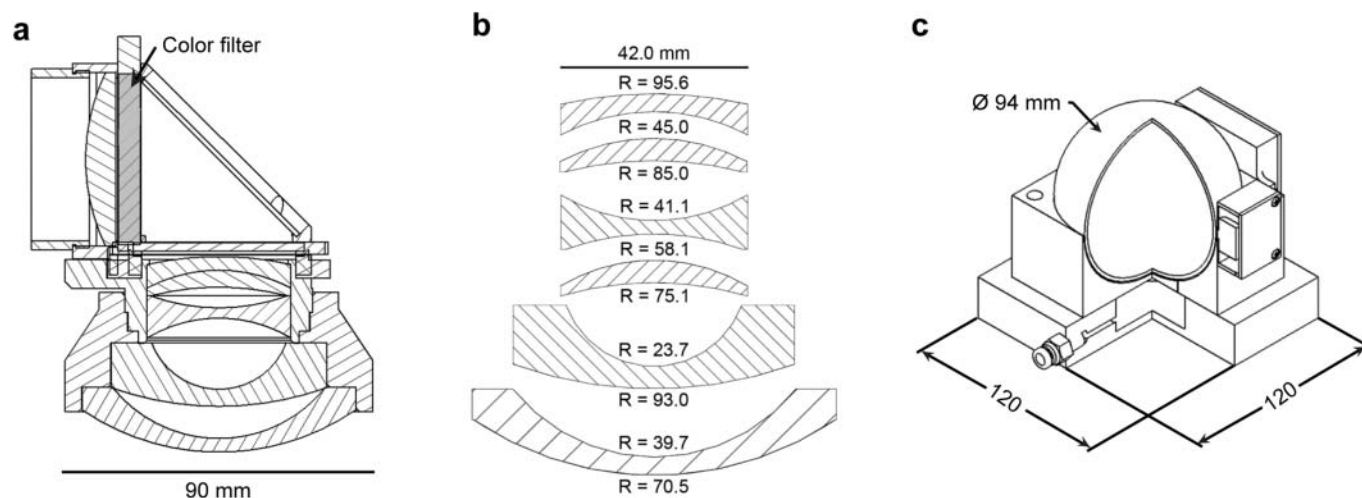 a
Color filter
90 mm
b
42.0 mm
R = 95.6
R = 45.0
R = 85.0
R = 41.1
R = 58.1
R = 75.1
R = 23.7
R = 93.0
R = 39.7
R = 70.5
c
Ø 94 mm
120
120